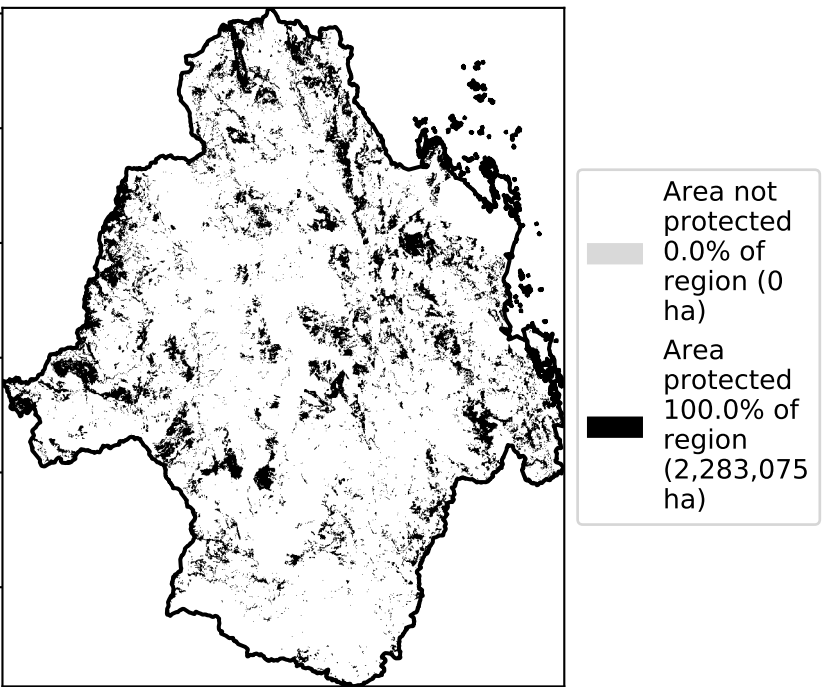 Area not
protected
0.0% of
region (0
ha)
Area
protected
100.0% of
region
(2,283,075
ha)